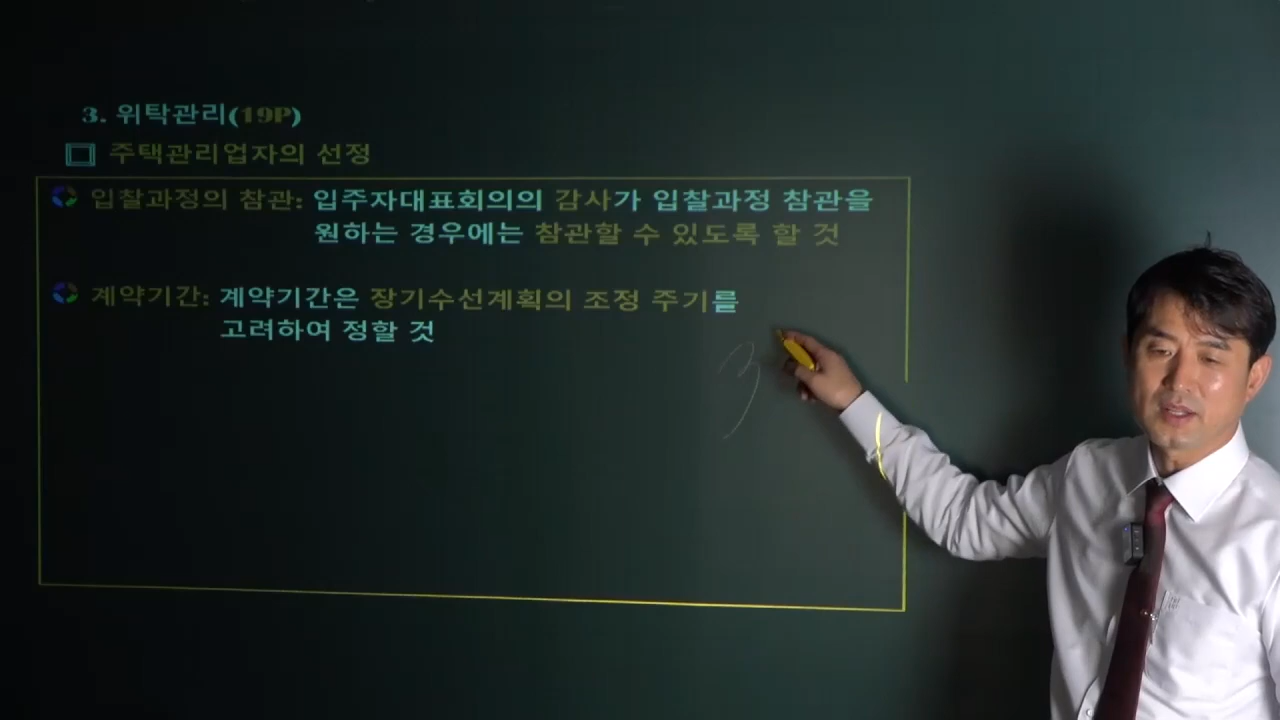 3. 위탁관리(19P)
주택관리업자의 선정
입찰과정의 참관: 입주자대표회의의 감사가 입찰과정 참관을
원하는 경우에는 참관할 수 있도록 할 것
계약기간: 계약기간은 장기수선계획의 조정 주기를
고려하여 정할 것
3